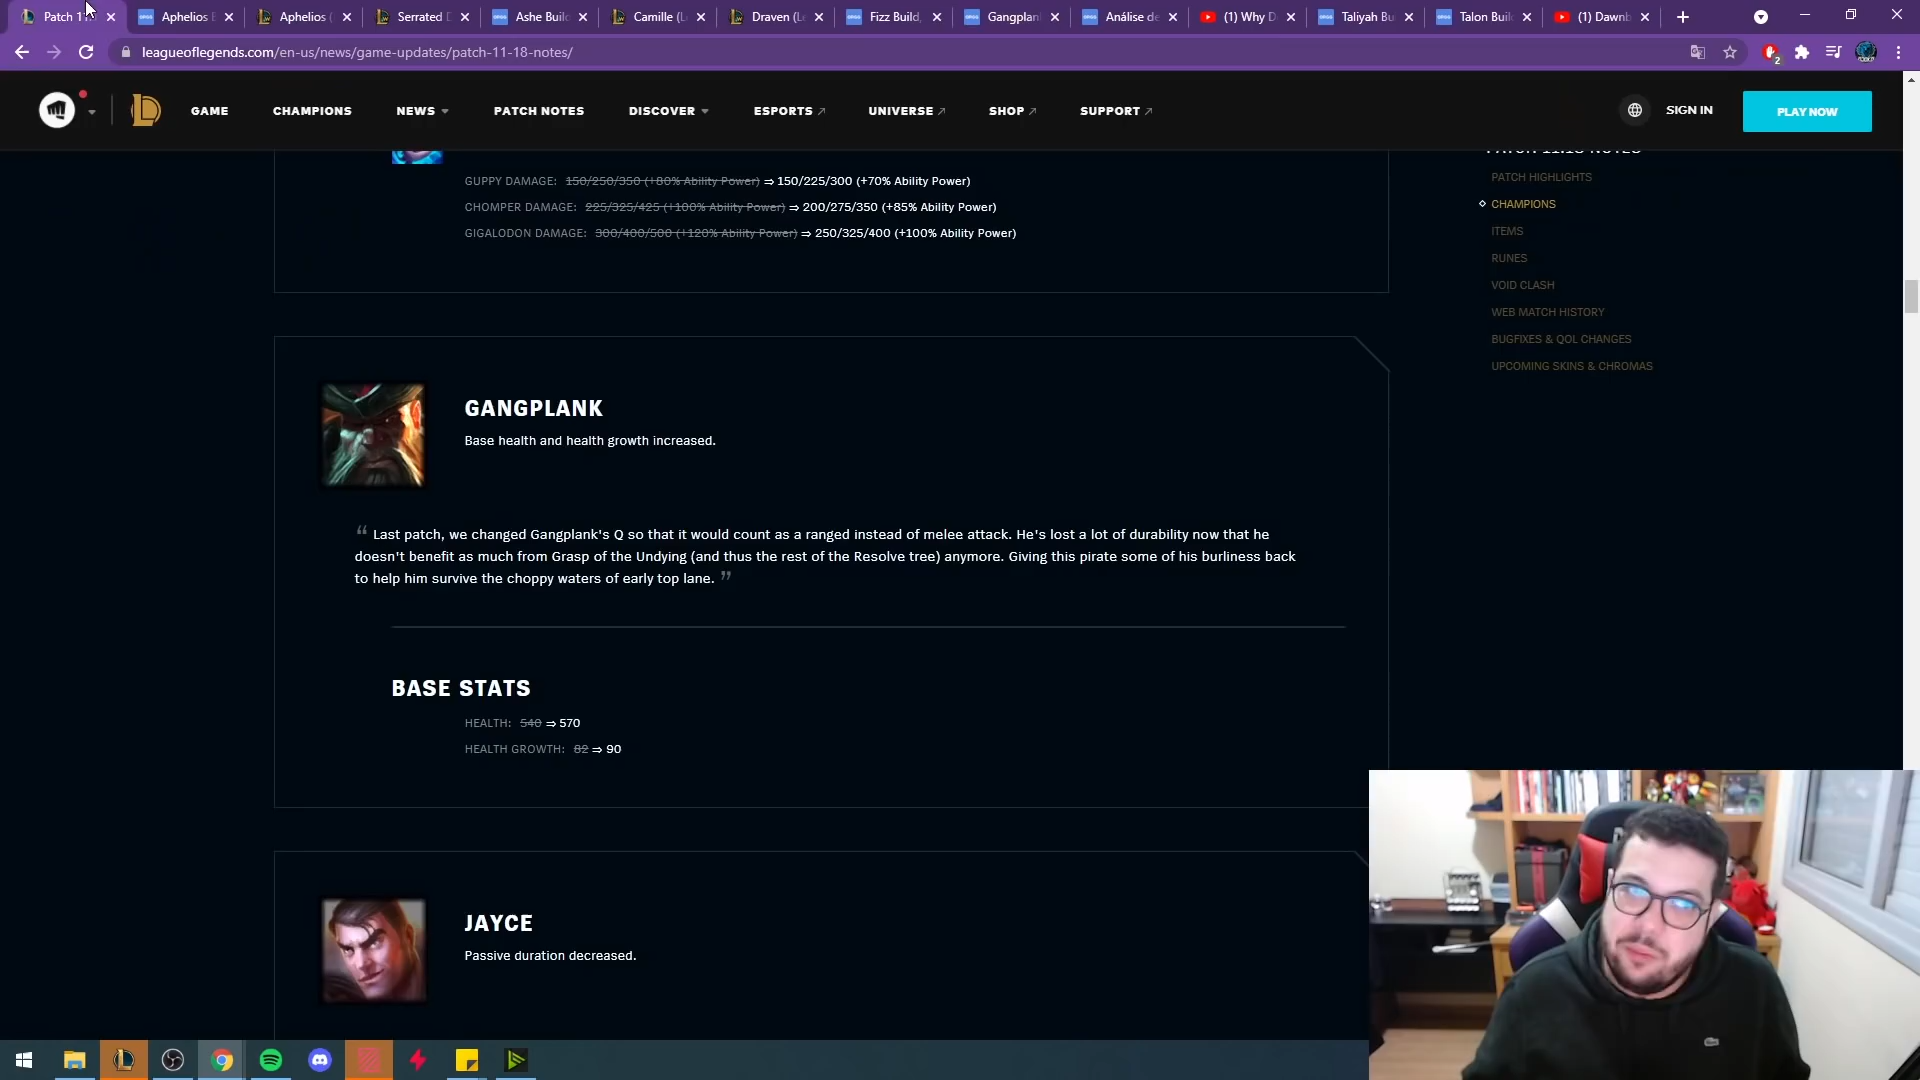 Patch 11
Aphelios B
Aphelios (
Serrated D
Ashe Buil
Camille (L
Draven (Le
Fizz Build,
Gangplan
Análise de
(1) Why D
Taliyah Bu
Talon Buil
(1) Dawnb
leagueoflegends.com/en-us/news/game-updates/patch-11-18-notes/
2
GAME
CHAMPIONS
NEWS
PATCH NOTES
DISCOVER
ESPORTS
UNIVERSE
SHOP
SUPPORT
SIGN IN
PLAY NOW
GUPPY DAMAGE: 150/250/350 (+80% Ability Power) ⇒ 150/225/300 (+70% Ability Power)
CHOMPER DAMAGE: 225/325/425 (+100% Ability Power) ⇒ 200/275/350 (+85% Ability Power)
GIGALODON DAMAGE: 300/400/500 (+120% Ability Power) ⇒ 250/325/400 (+100% Ability Power)
PATCH 11.18 NOTES
PATCH HIGHLIGHTS
CHAMPIONS
ITEMS
RUNES
VOID CLASH
WEB MATCH HISTORY
BUGFIXES & QOL CHANGES
UPCOMING SKINS & CHROMAS
GANGPLANK
Base health and health growth increased.
“ Last patch, we changed Gangplank's Q so that it would count as a ranged instead of melee attack. He's lost a lot of durability now that he
doesn't benefit as much from Grasp of the Undying (and thus the rest of the Resolve tree) anymore. Giving this pirate some of his burliness back
to help him survive the choppy waters of early top lane. ”
BASE STATS
HEALTH: 540 ⇒ 570
HEALTH GROWTH: 82 ⇒ 90
JAYCE
Passive duration decreased.